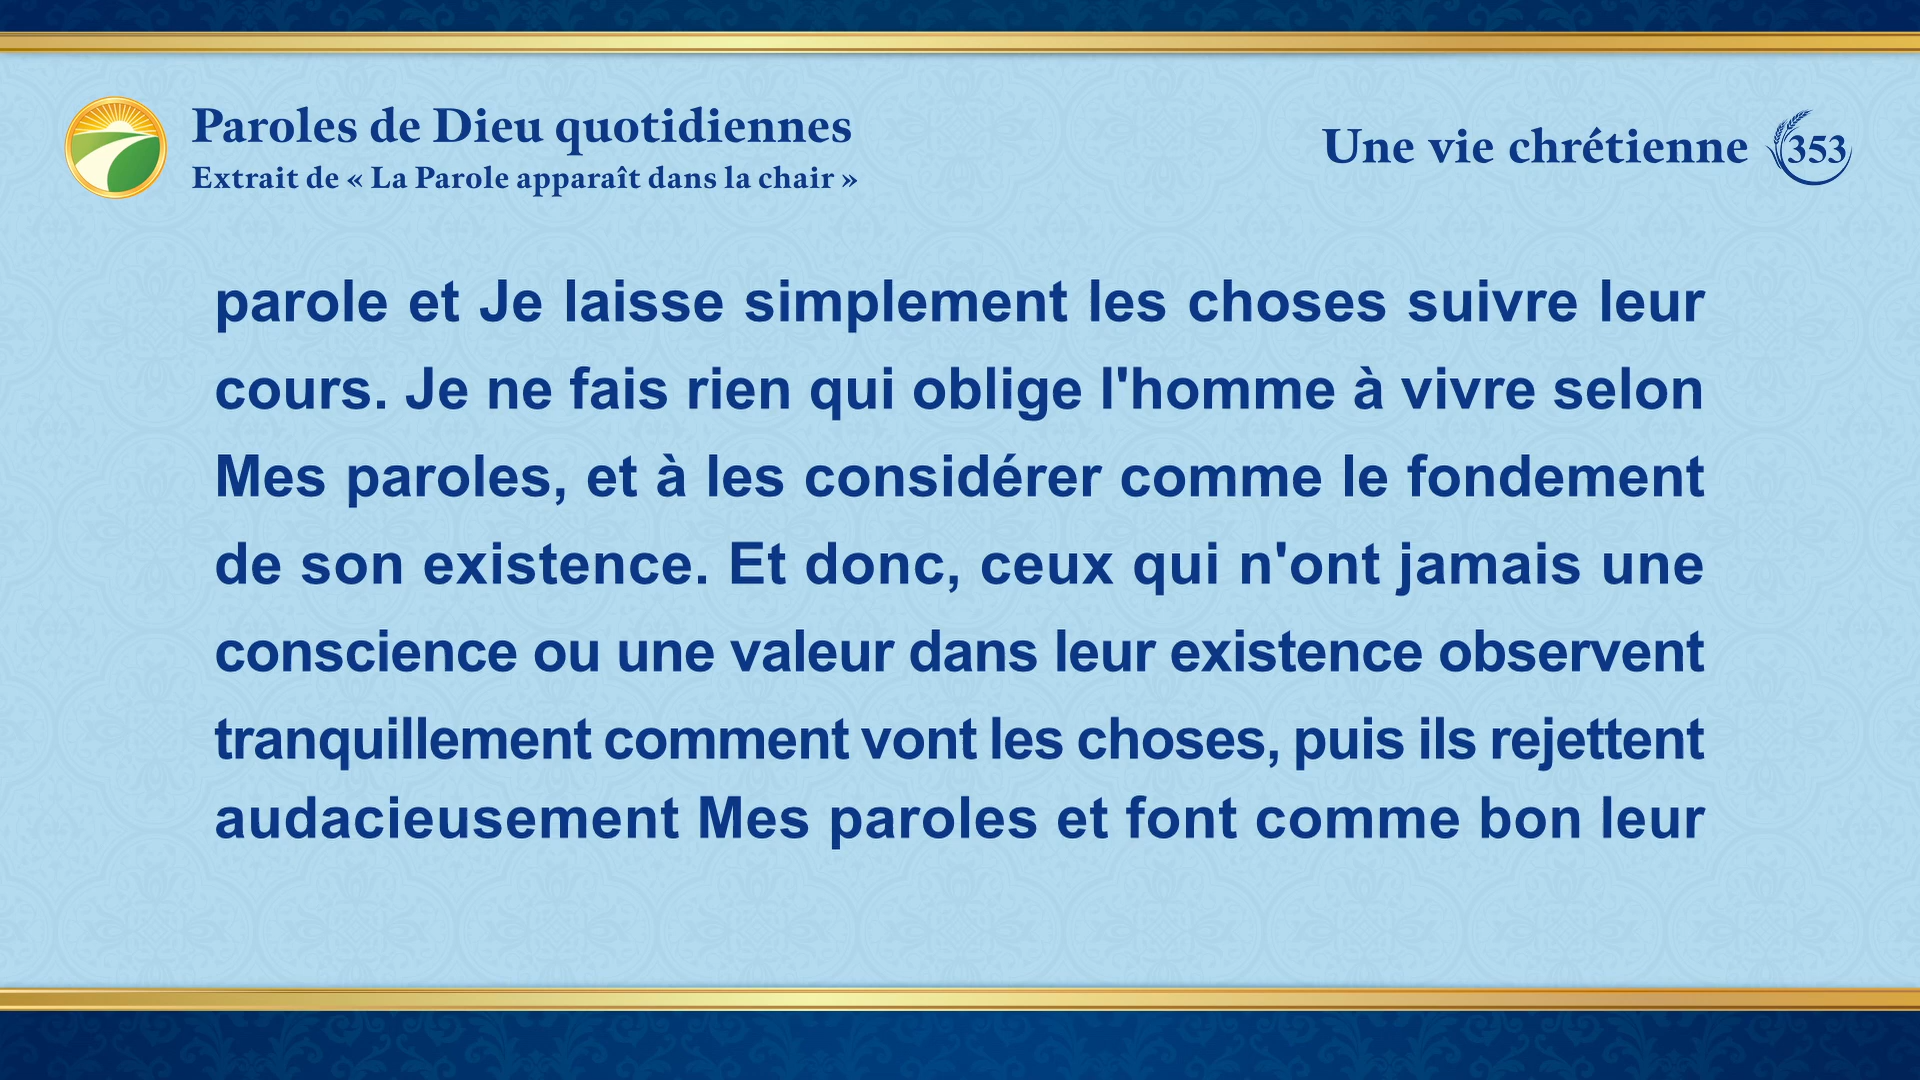 Paroles de Dieu quotidiennes
Extrait de « La Parole apparaît dans la chair »
Une vie chrétienne 353
parole et Je laisse simplement les choses suivre leur
cours. Je ne fais rien qui oblige l'homme à vivre selon
Mes paroles, et à les considérer comme le fondement
de son existence. Et donc, ceux qui n'ont jamais une
conscience ou une valeur dans leur existence observent
tranquillement comment vont les choses, puis ils rejettent
audacieusement Mes paroles et font comme bon leur